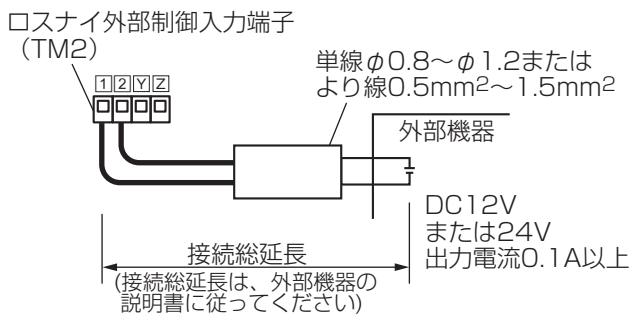 ロスナイ外部制御入力端子
（TM2）
1 2 Y Z
単線φ0.8～φ1.2または
より線0.5mm²～1.5mm²
外部機器
DC12V
または24V
出力電流0.1A以上
接続総延長
(接続総延長は、外部機器の
説明書に従ってください)